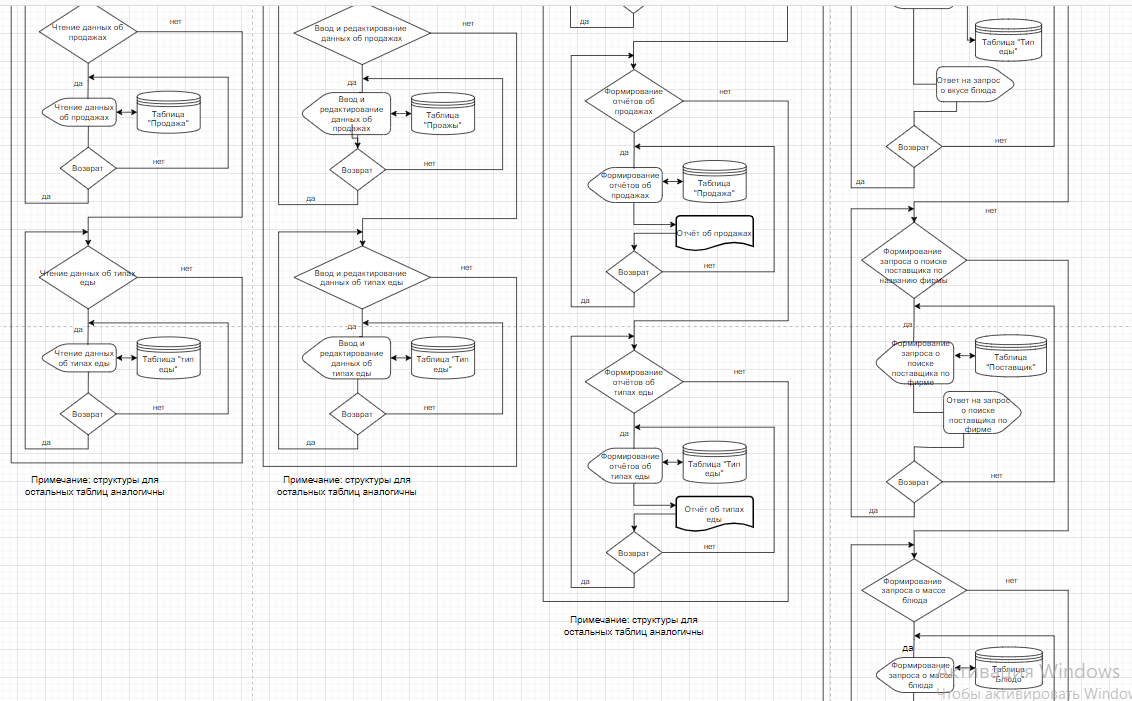 Чтение данных об
продажах
нет
да
Чтение данных
об продажах
Таблица
"Продажа"
Возврат
нет
да
Чтение данных об типах
еды
нет
да
Чтение данных
об типах еды
Таблица "тип
еды"
Возврат
нет
да
Примечание: структуры для
остальных таблиц аналогичны
Ввод и редактирование
данных об продажах
нет
да
Ввод и
редактирование
данных об
продажах
Таблица
"Проажы"
Возврат
нет
да
Ввод и редактирование
данных об типах еды
нет
да
Ввод и
редактирование
данных об
типах еды
Таблица "Тип
еды"
Возврат
нет
да
Примечание: структуры для
остальных таблиц аналогичны
да
Формирование
отчётов об
продажах
нет
да
Формирование
отчётов об
продажах
Таблица
"Продажа"
Отчёт об продажах
Возврат
нет
да
Формирование
отчётов об
типах еды
нет
да
Формирование
отчётов об
типах еды
Таблица "Тип
еды"
Отчёт об типах
еды
Возврат
нет
да
Примечание: структуры для
остальных таблиц аналогичны
Таблица "Тип
еды"
Ответ на запрос
о вкусе блюда
Возврат
нет
да
нет
Формирование
запроса о поиске
поставщика по
названию фирмы
да
Формирование
запроса о
поиске
поставщика по
фирме
Таблица
"Поставщик"
Ответ на запрос
о поиске
поставщика по
фирме
Возврат
нет
да
Формирование
запроса о массе
блюда
нет
да
Формирование
запроса о массе
блюда
Таблица
"Блюдо"
Активация Windows
Чтобы активировать Windov